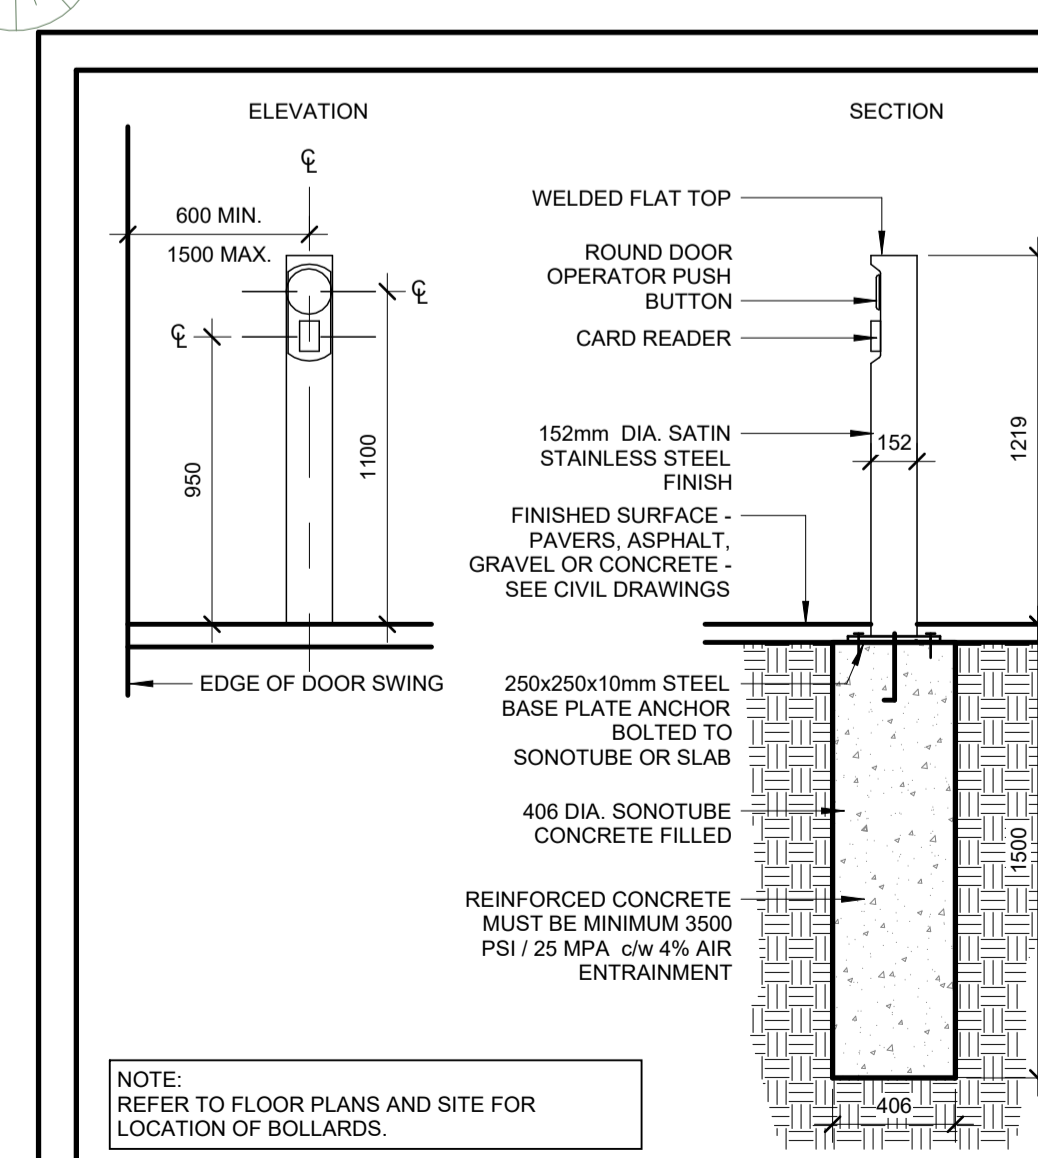 ELEVATION
℄
600 MIN.
1500 MAX.
℄
℄
950
1100
EDGE OF DOOR SWING
SECTION
WELDED FLAT TOP
ROUND DOOR
OPERATOR PUSH
BUTTON
CARD READER
152mm DIA. SATIN
STAINLESS STEEL
FINISH
152
1219
FINISHED SURFACE -
PAVERS, ASPHALT,
GRAVEL OR CONCRETE -
SEE CIVIL DRAWINGS
250x250x10mm STEEL
BASE PLATE ANCHOR
BOLTED TO
SONOTUBE OR SLAB
406 DIA. SONOTUBE
CONCRETE FILLED
1500
REINFORCED CONCRETE
MUST BE MINIMUM 3500
PSI / 25 MPA c/w 4% AIR
ENTRAINMENT
406
NOTE:
REFER TO FLOOR PLANS AND SITE FOR
LOCATION OF BOLLARDS.